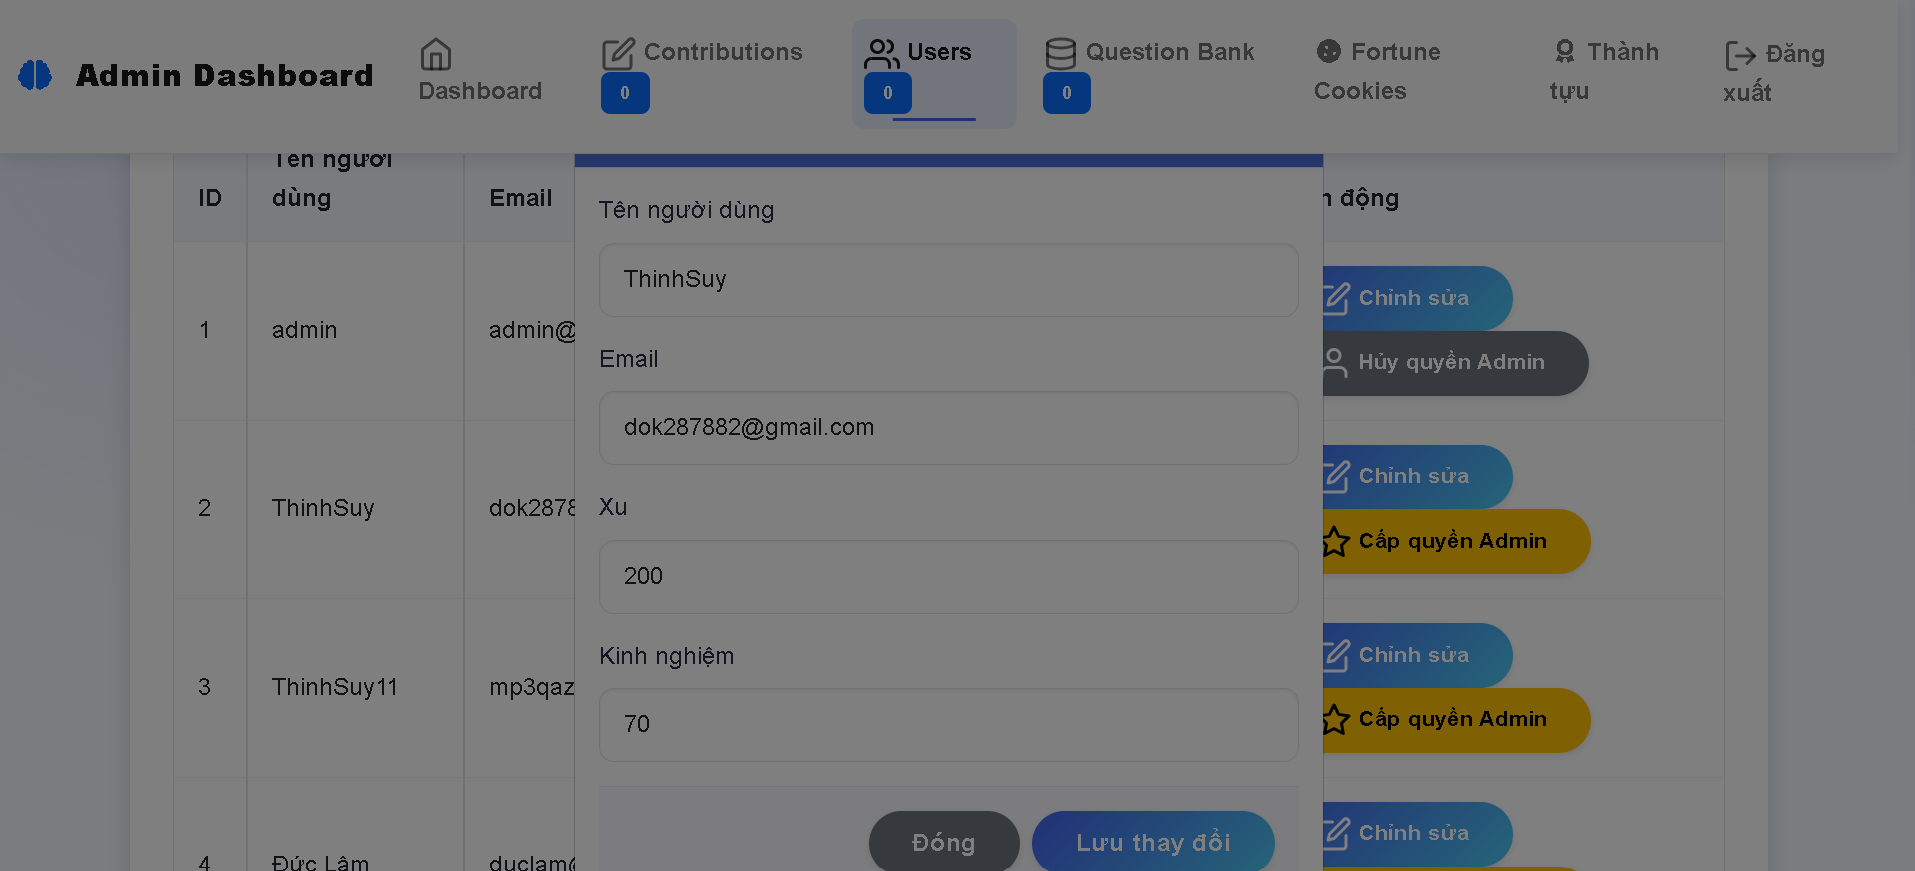 Admin Dashboard
Dashboard
Contributions
0
Users
0
Question Bank
0
Fortune
Cookies
Thành
tựu
Đăng
xuất
ID
Tên người
dùng
Email
động
1
admin
admin@
Chỉnh sửa
Hủy quyền Admin
2
ThinhSuy
dok2878
Chỉnh sửa
Cấp quyền Admin
3
ThinhSuy11
mp3qaz
Chỉnh sửa
Cấp quyền Admin
4
Đức Lâm
duclam@
Chỉnh sửa
Tên người dùng
ThinhSuy
Email
dok287882@gmail.com
Xu
200
Kinh nghiệm
70
Đóng
Lưu thay đổi